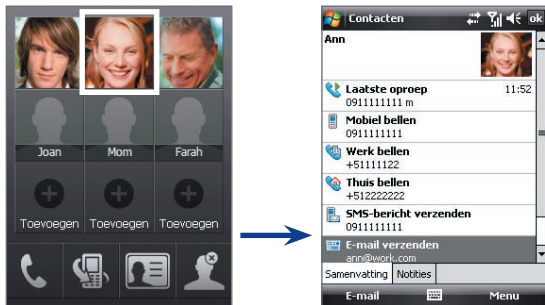 Joan Mom Farah
Toevoegen Toevoegen Toevoegen
Contacten ok
Ann
Laatste oproep 11:52
0911111111 m
Mobiel bellen
0911111111
Werk bellen
+51111122
Thuis bellen
+512222222
SMS-bericht verzenden
0911111111
E-mail verzenden
ann@work.com
Samenvatting Notities
E-mail Menu